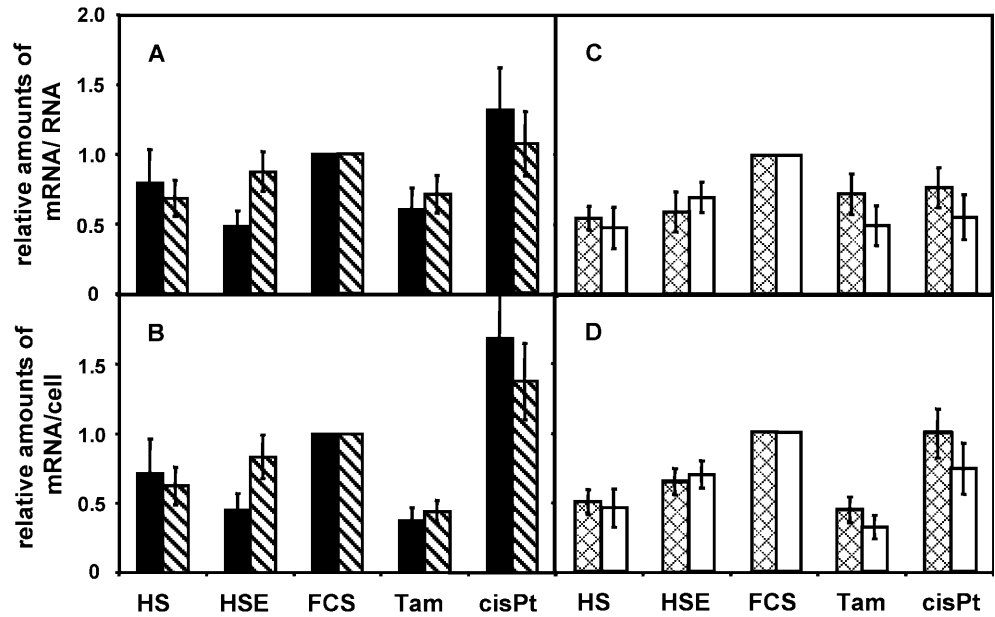 relative amounts of
mRNA/ RNA
2.0
1.5
1.0
0.5
0
A
C
relative amounts of
mRNA/cell
1.5
1.0
0.5
0
B
D
HS HSE FCS Tam cisPt HS HSE FCS Tam cisPt